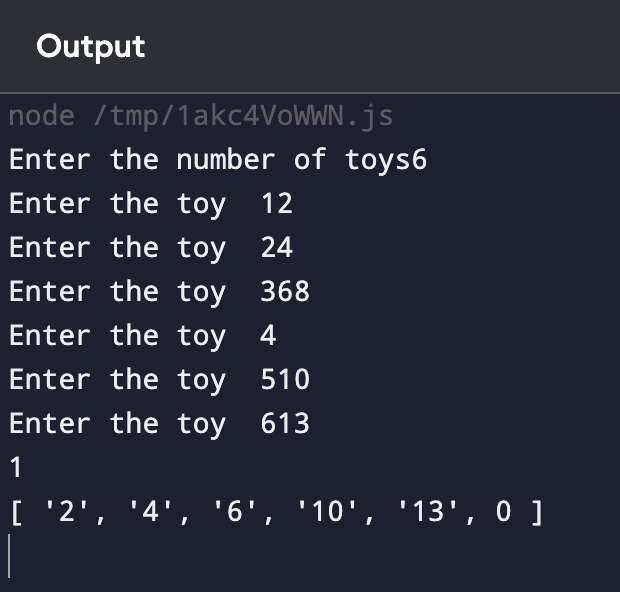 Output
node /tmp/1akc4VoWWN.js
Enter the number of toys6
Enter the toy  12
Enter the toy  24
Enter the toy  368
Enter the toy  4
Enter the toy  510
Enter the toy  613
1
[ '2', '4', '6', '10', '13', 0 ]